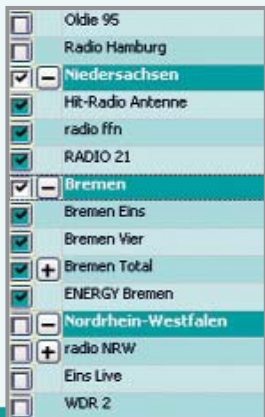 Oldie 95
Radio Hamburg
Niedersachsen
Hit-Radio Antenne
radio ffn
RADIO 21
Bremen
Bremen Eins
Bremen Vier
Bremen Total
ENERGY Bremen
Nordrhein-Westfalen
radio NRW
Eins Live
WDR 2